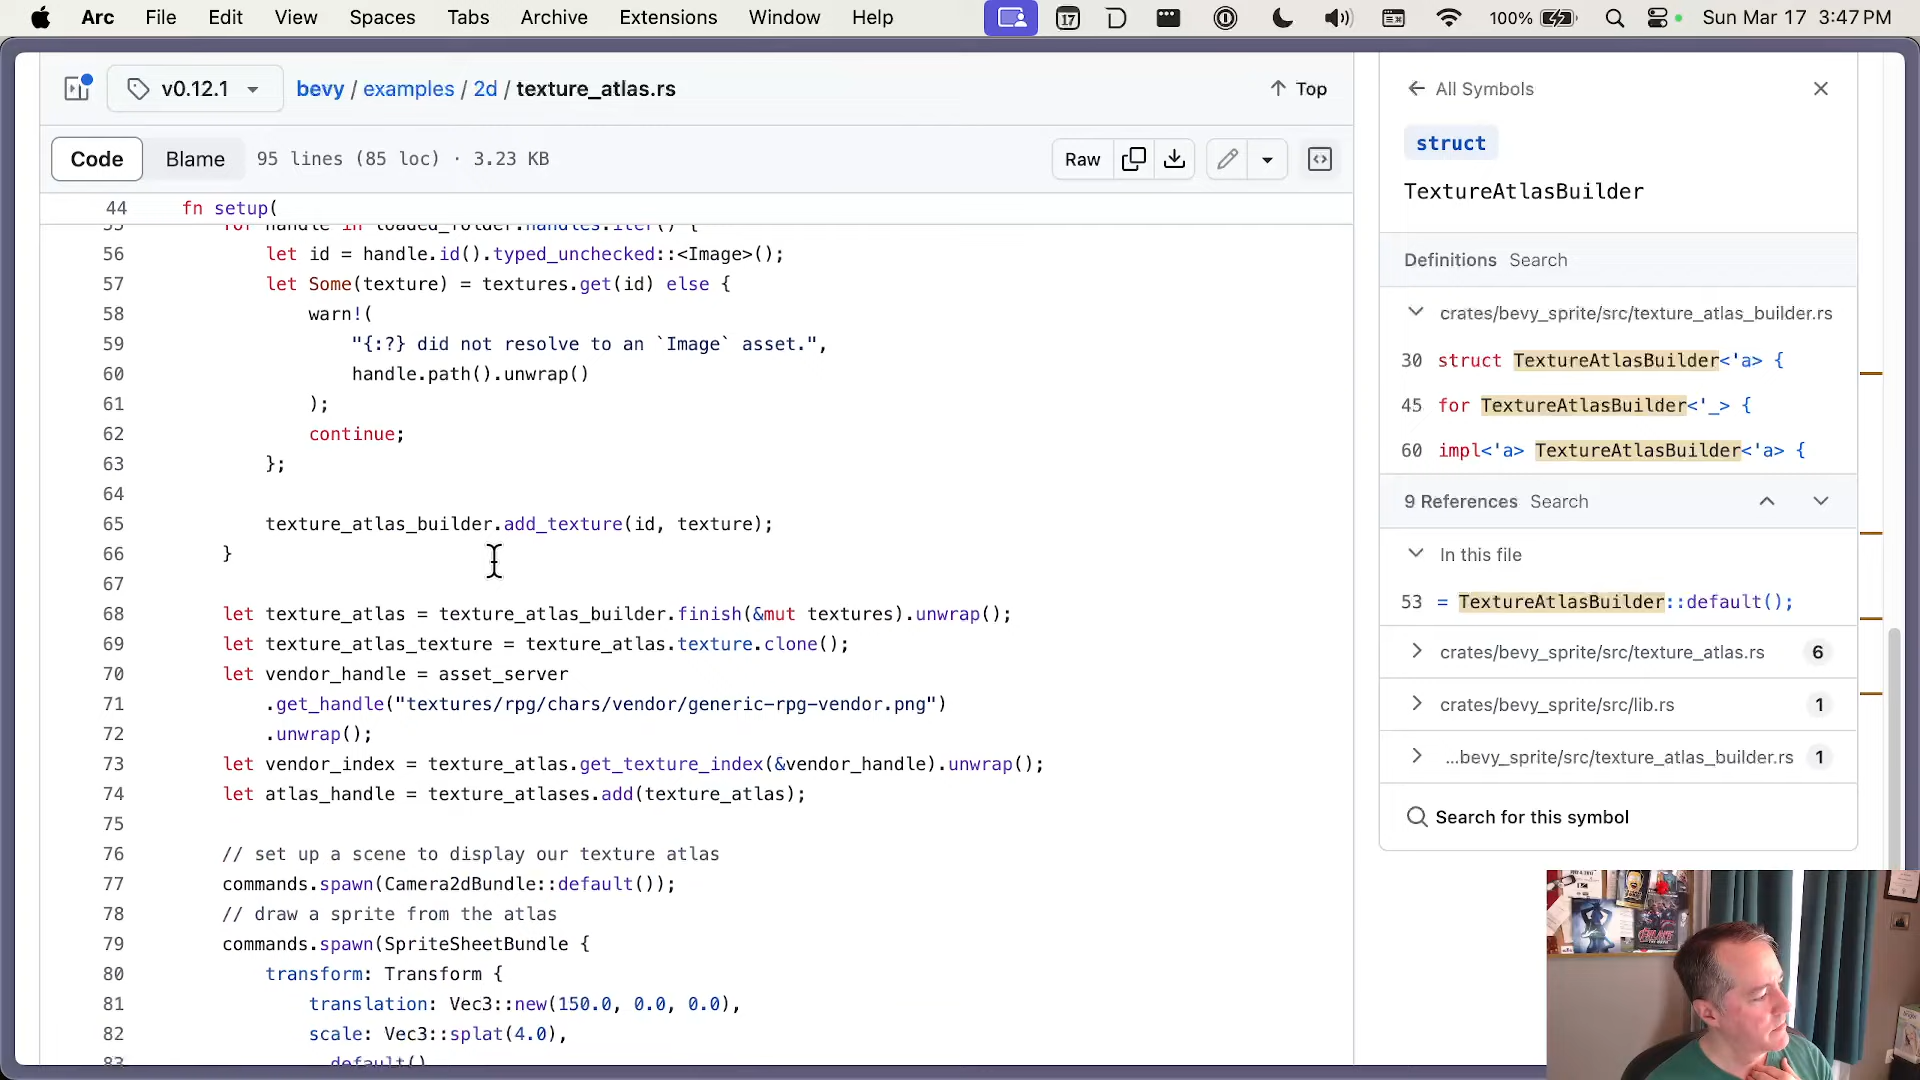 Arc File Edit View Spaces Tabs Archive Extensions Window Help 17 100% Sun Mar 17 3:47 PM
v0.12.1 bevy / examples / 2d / texture_atlas.rs Top
Code Blame 95 lines (85 loc) · 3.23 KB Raw
44 fn setup(
55 for handle in loaded_folder.handles.iter() {
56 let id = handle.id().typed_unchecked::<Image>();
57 let Some(texture) = textures.get(id) else {
58 warn!(
59 "{:?} did not resolve to an `Image` asset.",
60 handle.path().unwrap()
61 );
62 continue;
63 };
64
65 texture_atlas_builder.add_texture(id, texture);
66 }
67
68 let texture_atlas = texture_atlas_builder.finish(&mut textures).unwrap();
69 let texture_atlas_texture = texture_atlas.texture.clone();
70 let vendor_handle = asset_server
71 .get_handle("textures/rpg/chars/vendor/generic-rpg-vendor.png")
72 .unwrap();
73 let vendor_index = texture_atlas.get_texture_index(&vendor_handle).unwrap();
74 let atlas_handle = texture_atlases.add(texture_atlas);
75
76 // set up a scene to display our texture atlas
77 commands.spawn(Camera2dBundle::default());
78 // draw a sprite from the atlas
79 commands.spawn(SpriteSheetBundle {
80 transform: Transform {
81 translation: Vec3::new(150.0, 0.0, 0.0),
82 scale: Vec3::splat(4.0),
83 default()
All Symbols
struct
TextureAtlasBuilder
Definitions Search
crates/bevy_sprite/src/texture_atlas_builder.rs
30 struct TextureAtlasBuilder<'a> {
45 for TextureAtlasBuilder<'_> {
60 impl<'a> TextureAtlasBuilder<'a> {
9 References Search
In this file
53 = TextureAtlasBuilder::default();
crates/bevy_sprite/src/texture_atlas.rs 6
crates/bevy_sprite/src/lib.rs 1
...bevy_sprite/src/texture_atlas_builder.rs 1
Search for this symbol